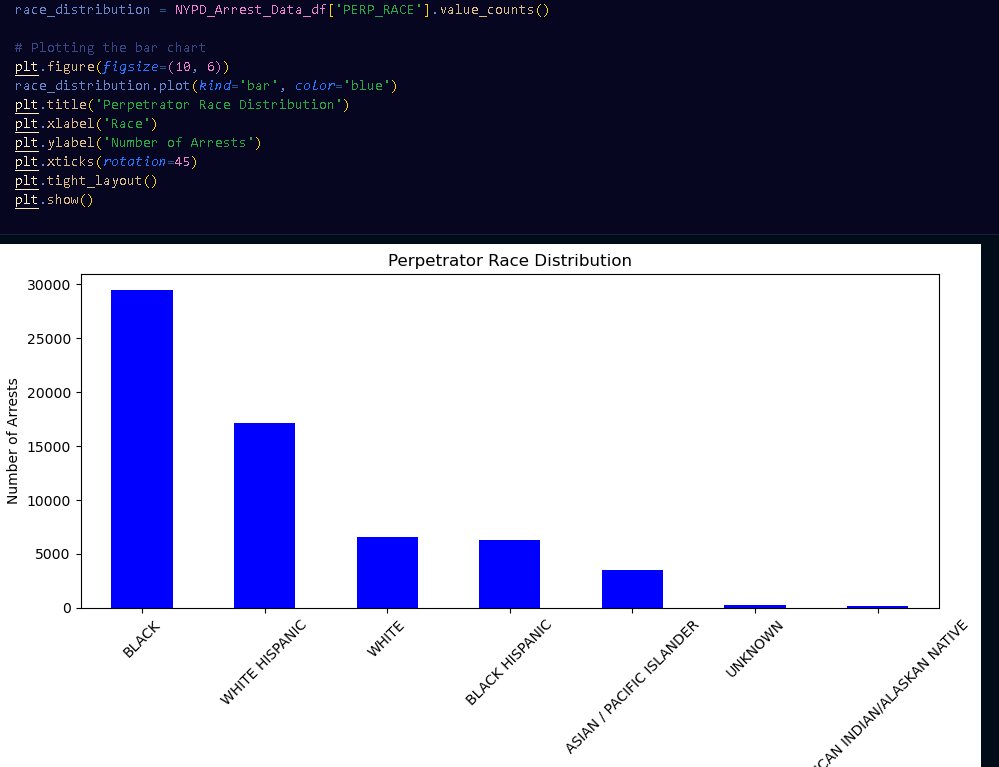 race_distribution = NYPD_Arrest_Data_df['PERP_RACE'].value_counts()
# Plotting the bar chart
plt.figure(figsize=(10, 6))
race_distribution.plot(kind='bar', color='blue')
plt.title('Perpetrator Race Distribution')
plt.xlabel('Race')
plt.ylabel('Number of Arrests')
plt.xticks(rotation=45)
plt.tight_layout()
plt.show()
Perpetrator Race Distribution
Number of Arrests
30000
25000
20000
15000
10000
5000
0
BLACK
WHITE HISPANIC
WHITE
BLACK HISPANIC
ASIAN / PACIFIC ISLANDER
UNKNOWN
INDIAN/ALASKAN NATIVE